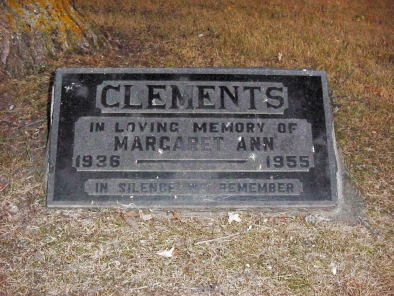 CLEMENTS
IN LOVING MEMORY OF
MARGARET ANN
1936 — 1955
IN SILENCE WE REMEMBER